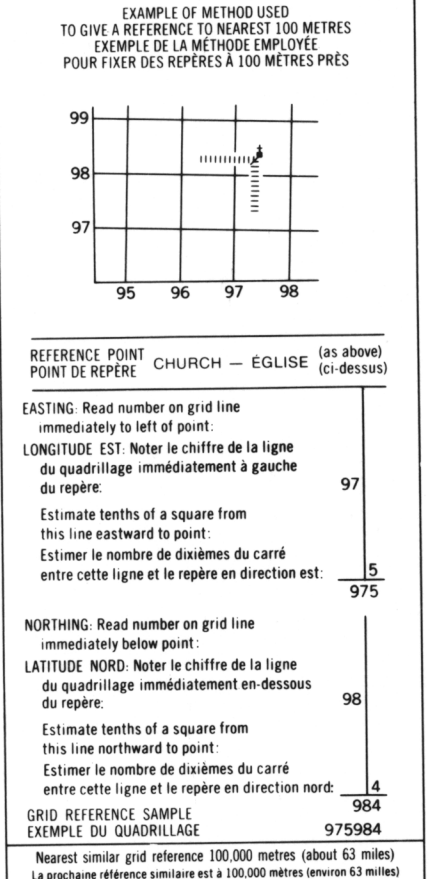 EXAMPLE OF METHOD USED
TO GIVE A REFERENCE TO NEAREST 100 METRES
EXEMPLE DE LA MÉTHODE EMPLOYÉE
POUR FIXER DES REPÈRES À 100 MÈTRES PRÈS
99
98
97
95 96 97 98
REFERENCE POINT
POINT DE REPÈRE
CHURCH — ÉGLISE
(as above)
(ci-dessus)
EASTING: Read number on grid line
immediately to left of point:
LONGITUDE EST: Noter le chiffre de la ligne
du quadrillage immédiatement à gauche
du repère: 97
Estimate tenths of a square from
this line eastward to point:
Estimer le nombre de dixièmes du carré
entre cette ligne et le repère en direction est: 5
975
NORTHING: Read number on grid line
immediately below point:
LATITUDE NORD: Noter le chiffre de la ligne
du quadrillage immédiatement en-dessous
du repère: 98
Estimate tenths of a square from
this line northward to point:
Estimer le nombre de dixièmes du carré
entre cette ligne et le repère en direction nord: 4
984
GRID REFERENCE SAMPLE
EXEMPLE DU QUADRILLAGE 975984
Nearest similar grid reference 100,000 metres (about 63 miles)
La prochaine référence similaire est à 100,000 mètres (environ 63 milles)